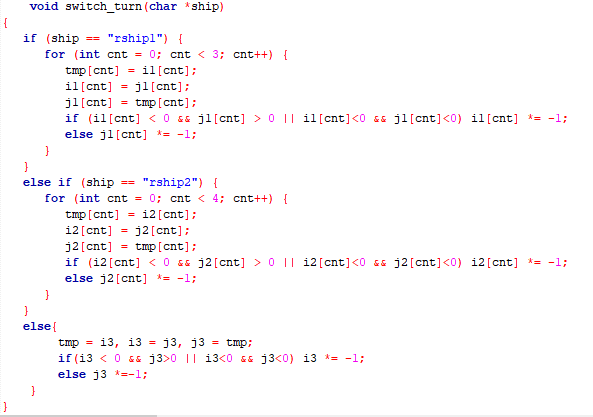 void switch_turn(char *ship)
{
if (ship == "rship1") {
for (int cnt = 0; cnt < 3; cnt++) {
tmp[cnt] = i1[cnt];
i1[cnt] = j1[cnt];
j1[cnt] = tmp[cnt];
if (i1[cnt] < 0 && j1[cnt] > 0 || i1[cnt]<0 && j1[cnt]<0) i1[cnt] *= -1;
else j1[cnt] *= -1;
}
}
else if (ship == "rship2") {
for (int cnt = 0; cnt < 4; cnt++) {
tmp[cnt] = i2[cnt];
i2[cnt] = j2[cnt];
j2[cnt] = tmp[cnt];
if (i2[cnt] < 0 && j2[cnt] > 0 || i2[cnt]<0 && j2[cnt]<0) i2[cnt] *= -1;
else j2[cnt] *= -1;
}
}
else{
tmp = i3, i3 = j3, j3 = tmp;
if(i3 < 0 && j3>0 || i3<0 && j3<0) i3 *= -1;
else j3 *=-1;
}
}